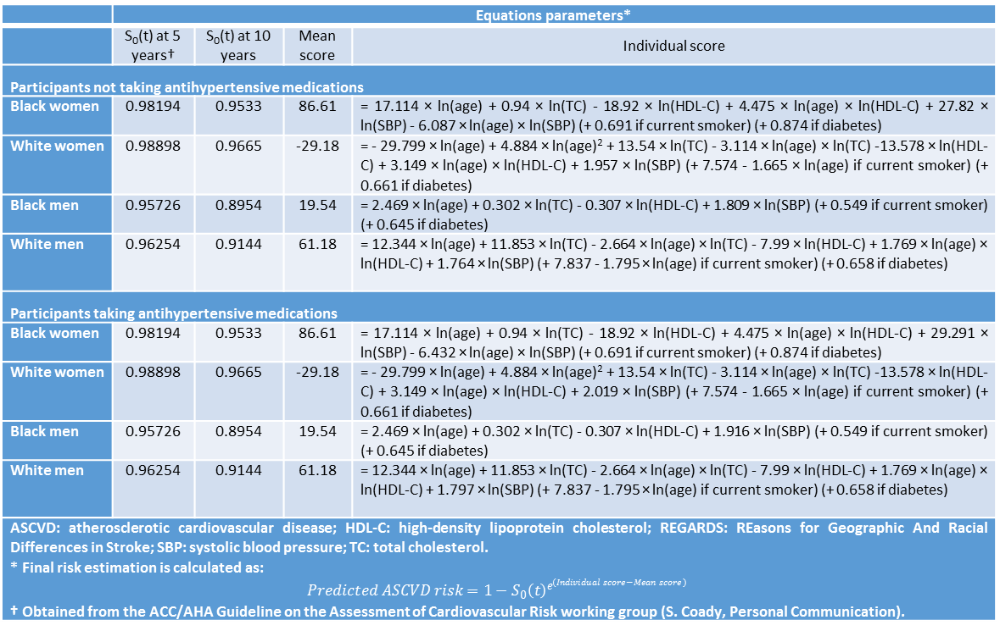 Equations parameters*
S₀(t) at 5 years† S₀(t) at 10 years Mean score Individual score
Participants not taking antihypertensive medications
Black women 0.98194 0.9533 86.61 = 17.114 × ln(age) + 0.94 × ln(TC) - 18.92 × ln(HDL-C) + 4.475 × ln(age) × ln(HDL-C) + 27.82 ×
ln(SBP) - 6.087 × ln(age) × ln(SBP) (+ 0.691 if current smoker) (+ 0.874 if diabetes)
White women 0.98898 0.9665 -29.18 = - 29.799 × ln(age) + 4.884 × ln(age)² + 13.54 × ln(TC) - 3.114 × ln(age) × ln(TC) -13.578 × ln(HDL-
C) + 3.149 × ln(age) × ln(HDL-C) + 1.957 × ln(SBP) (+ 7.574 - 1.665 × ln(age) if current smoker) (+
0.661 if diabetes)
Black men 0.95726 0.8954 19.54 = 2.469 × ln(age) + 0.302 × ln(TC) - 0.307 × ln(HDL-C) + 1.809 × ln(SBP) (+ 0.549 if current smoker)
(+ 0.645 if diabetes)
White men 0.96254 0.9144 61.18 = 12.344 × ln(age) + 11.853 × ln(TC) - 2.664 × ln(age) × ln(TC) - 7.99 × ln(HDL-C) + 1.769 × ln(age) ×
ln(HDL-C) + 1.764 × ln(SBP) (+ 7.837 - 1.795 × ln(age) if current smoker) (+ 0.658 if diabetes)
Participants taking antihypertensive medications
Black women 0.98194 0.9533 86.61 = 17.114 × ln(age) + 0.94 × ln(TC) - 18.92 × ln(HDL-C) + 4.475 × ln(age) × ln(HDL-C) + 29.291 ×
ln(SBP) - 6.432 × ln(age) × ln(SBP) (+ 0.691 if current smoker) (+ 0.874 if diabetes)
White women 0.98898 0.9665 -29.18 = - 29.799 × ln(age) + 4.884 × ln(age)² + 13.54 × ln(TC) - 3.114 × ln(age) × ln(TC) -13.578 × ln(HDL-
C) + 3.149 × ln(age) × ln(HDL-C) + 2.019 × ln(SBP) (+ 7.574 - 1.665 × ln(age) if current smoker) (+
0.661 if diabetes)
Black men 0.95726 0.8954 19.54 = 2.469 × ln(age) + 0.302 × ln(TC) - 0.307 × ln(HDL-C) + 1.916 × ln(SBP) (+ 0.549 if current smoker)
(+ 0.645 if diabetes)
White men 0.96254 0.9144 61.18 = 12.344 × ln(age) + 11.853 × ln(TC) - 2.664 × ln(age) × ln(TC) - 7.99 × ln(HDL-C) + 1.769 × ln(age) ×
ln(HDL-C) + 1.797 × ln(SBP) (+ 7.837 - 1.795 × ln(age) if current smoker) (+ 0.658 if diabetes)
ASCVD: atherosclerotic cardiovascular disease; HDL-C: high-density lipoprotein cholesterol; REGARDS: REasons for Geographic And Racial
Differences in Stroke; SBP: systolic blood pressure; TC: total cholesterol.
* Final risk estimation is calculated as:
Predicted ASCVD risk = 1 − S₀(t)^e^(Individual score−Mean score)
† Obtained from the ACC/AHA Guideline on the Assessment of Cardiovascular Risk working group (S. Coady, Personal Communication).